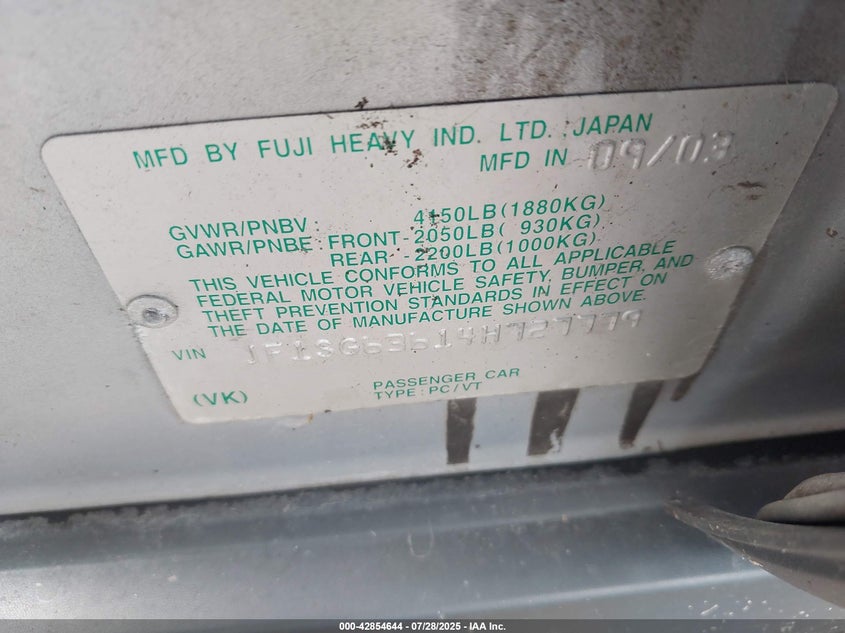 MFD BY FUJI HEAVY IND. LTD. JAPAN
MFD IN 09/03
GVWR/PNBV : 4150LB(1880KG)
GAWR/PNBE : FRONT-2050LB( 930KG)
REAR -2200LB(1000KG)
THIS VEHICLE CONFORMS TO ALL APPLICABLE
FEDERAL MOTOR VEHICLE SAFETY, BUMPER, AND
THEFT PREVENTION STANDARDS IN EFFECT ON
THE DATE OF MANUFACTURE SHOWN ABOVE.
VIN JF1SG63614H727779
PASSENGER CAR
(VK) TYPE : PC/VT
000-42854644 / 07/28/2025 - IAA Inc.